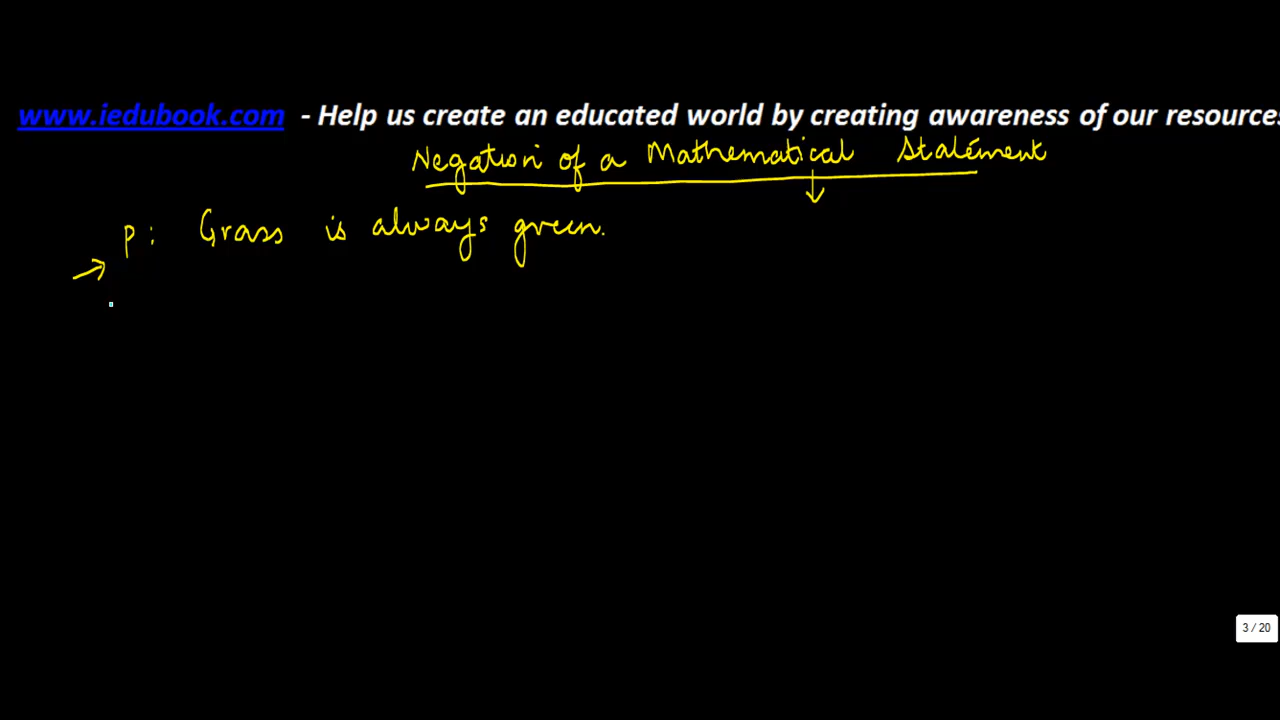 www.iedubook.com - Help us create an educated world by creating awareness of our resources
Negation of a Mathematical Statement
p: Grass is always green.
3 / 20